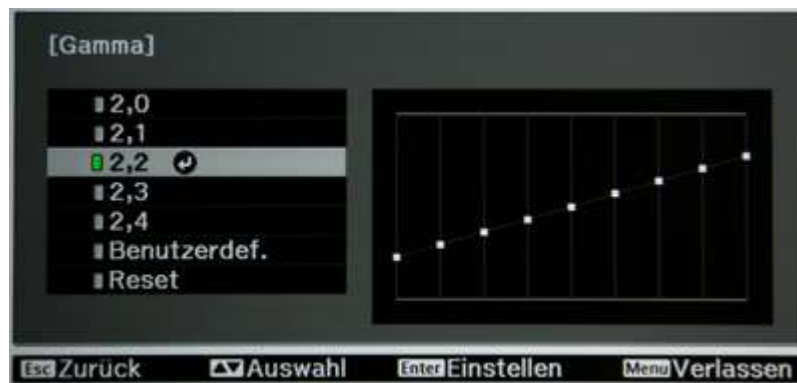 [Gamma]
2,0
2,1
2,2
2,3
2,4
Benutzerdef.
Reset
Esc Zurück Auswahl Enter Einstellen Menu Verlassen